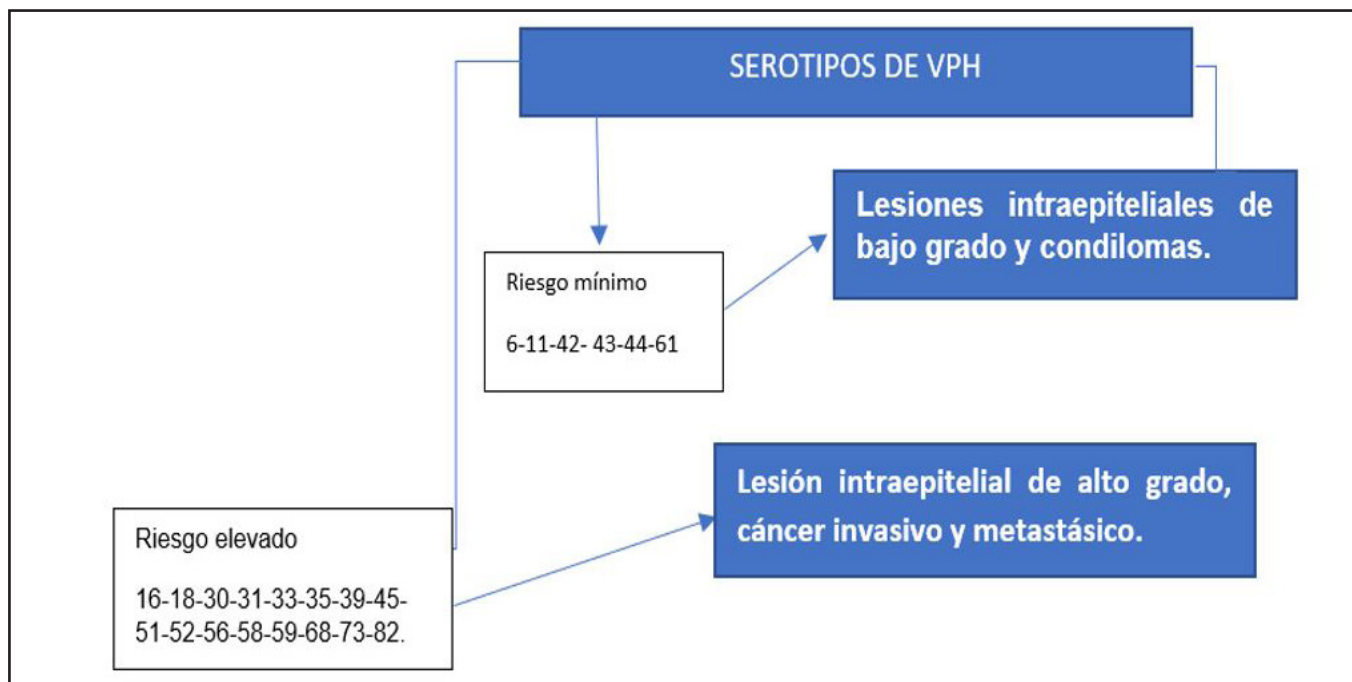 SEROTIPOS DE VPH
Lesiones intraepiteliales de
bajo grado y condilomas.
Riesgo mínimo
6-11-42- 43-44-61
Lesión intraepitelial de alto grado,
cáncer invasivo y metastásico.
Riesgo elevado
16-18-30-31-33-35-39-45-
51-52-56-58-59-68-73-82.